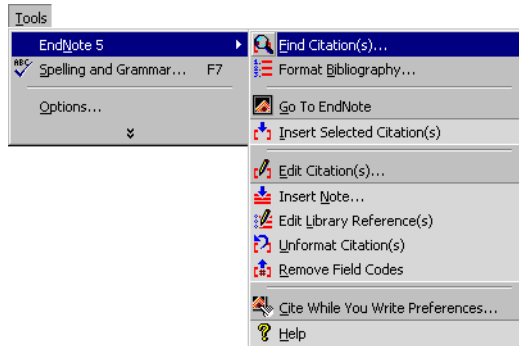 Tools
EndNote 5
Spelling and Grammar... F7
Options...
Find Citation(s)...
Format Bibliography...
Go To EndNote
Insert Selected Citation(s)
Edit Citation(s)...
Insert Note...
Edit Library Reference(s)
Unformat Citation(s)
Remove Field Codes
Cite While You Write Preferences...
Help